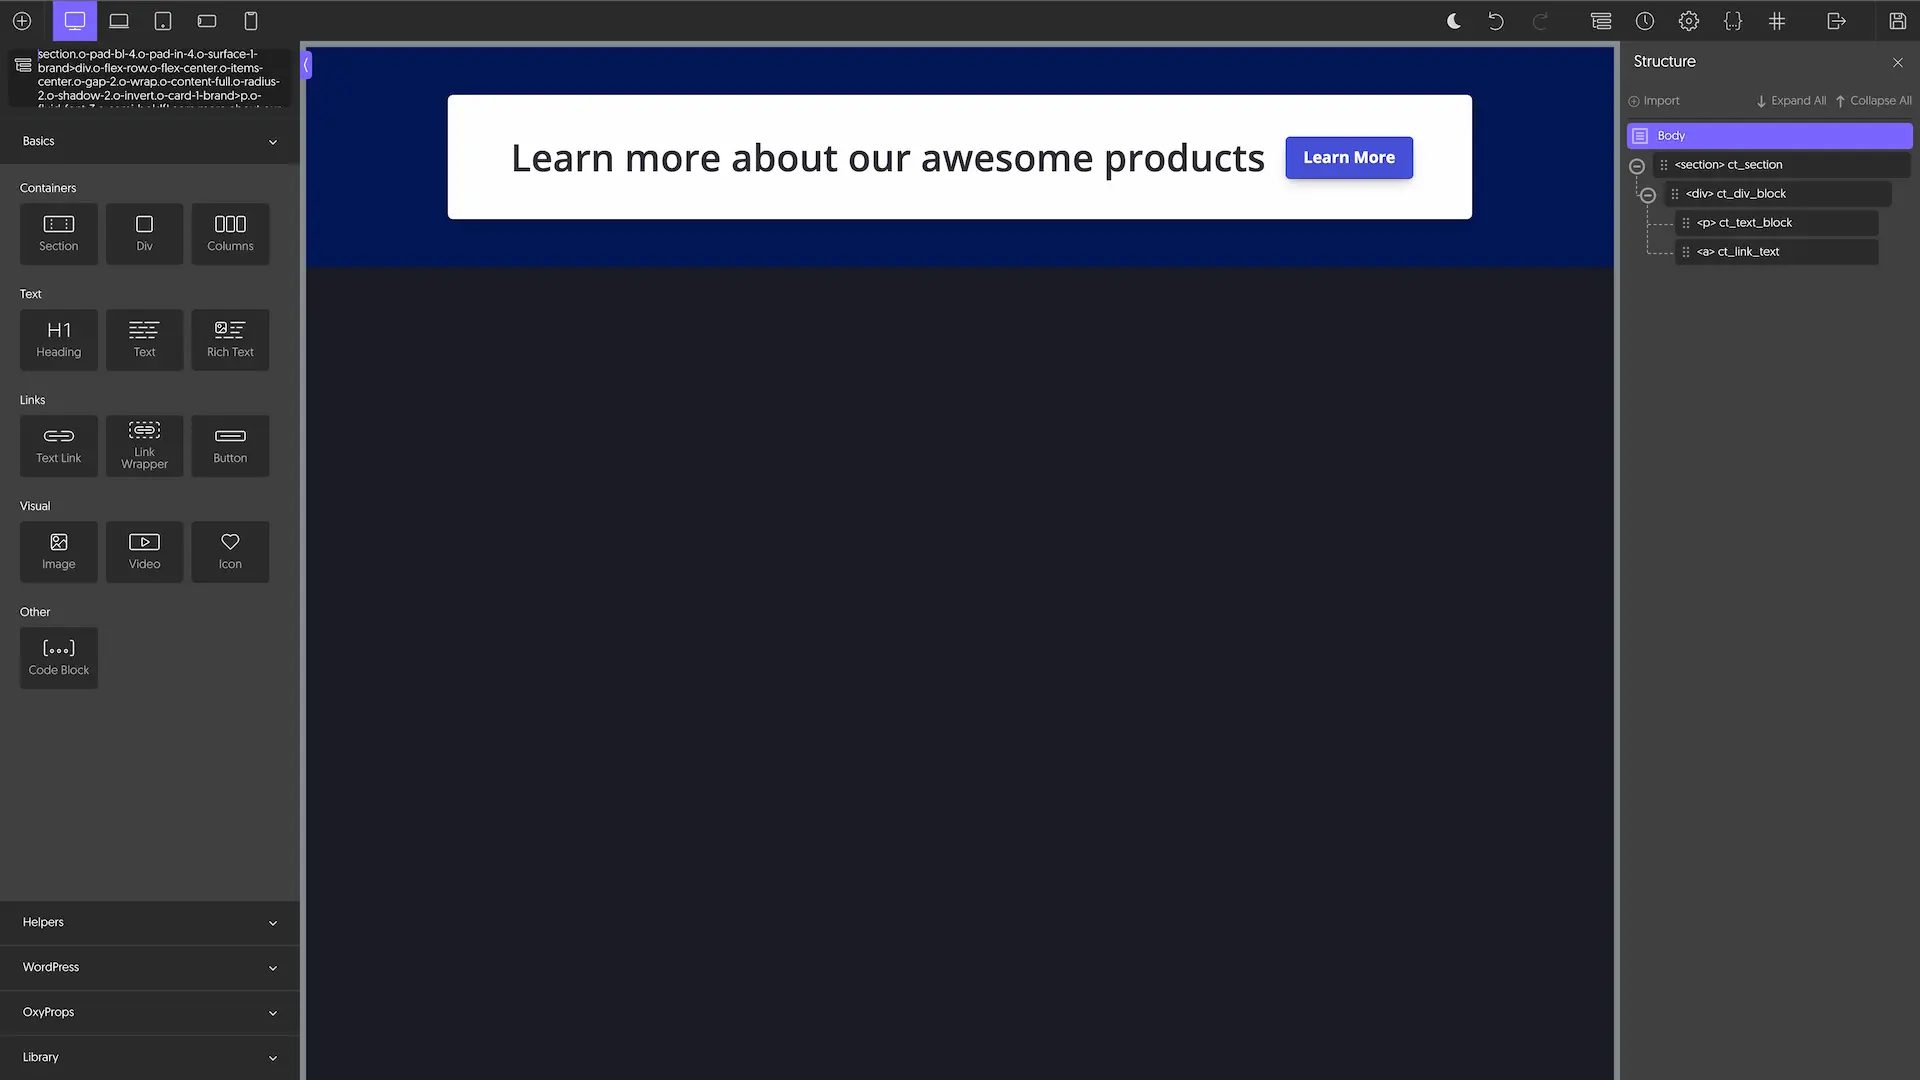 section.o-pad-bl-4.o-pad-in-4.o-surface-1-
brand>div.o-flex-row.o-flex-center.o-items-
center.o-gap-2.o-wrap.o-content-full.o-radius-
2.o-shadow-2.o-invert.o-card-1-brand>p.o-
Basics
Containers
Section
Div
Columns
Text
H1
Heading
Text
Rich Text
Links
Text Link
Link
Wrapper
Button
Visual
Image
Video
Icon
Other
Code Block
Helpers
WordPress
OxyProps
Library
Learn more about our awesome products
Learn More
Structure
Import
Expand All
Collapse All
Body
<section> ct_section
<div> ct_div_block
<p> ct_text_block
<a> ct_link_text